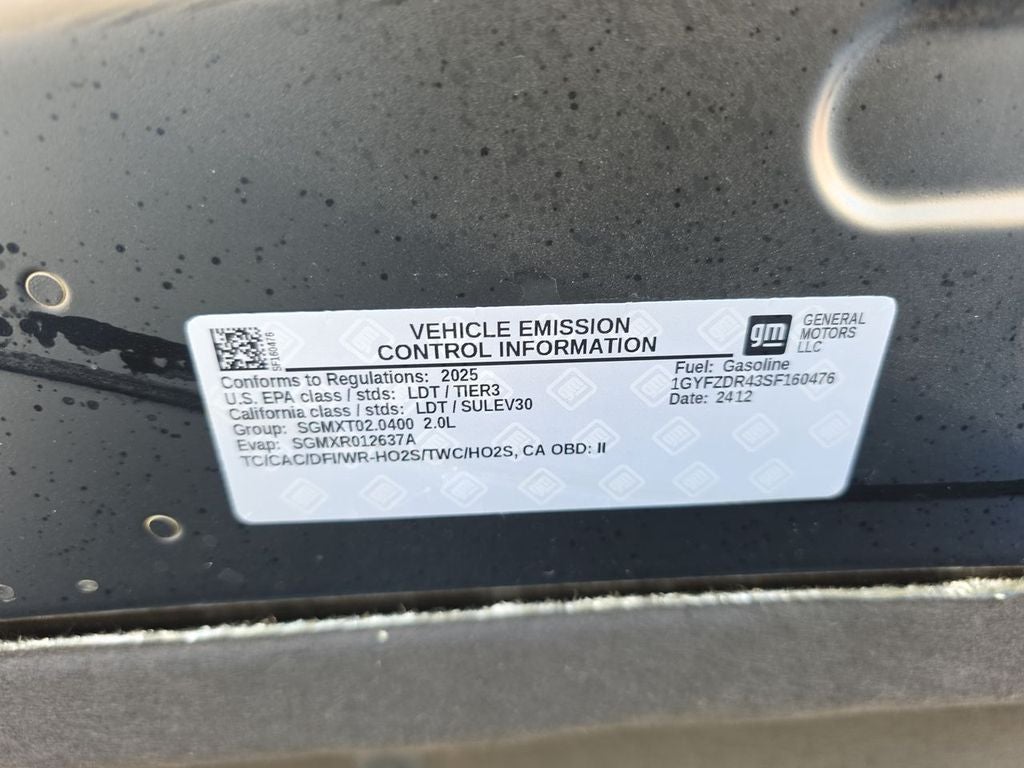 VEHICLE EMISSION
CONTROL INFORMATION
gm
GENERAL
MOTORS
LLC
SF160476
Conforms to Regulations: 2025
U.S. EPA class / stds: LDT / TIER3
California class / stds: LDT / SULEV30
Group: SGMXT02.0400 2.0L
Evap: SGMXR012637A
TC/CAC/DFI/WR-HO2S/TWC/HO2S, CA OBD: II
Fuel: Gasoline
1GYFZDR43SF160476
Date: 2412